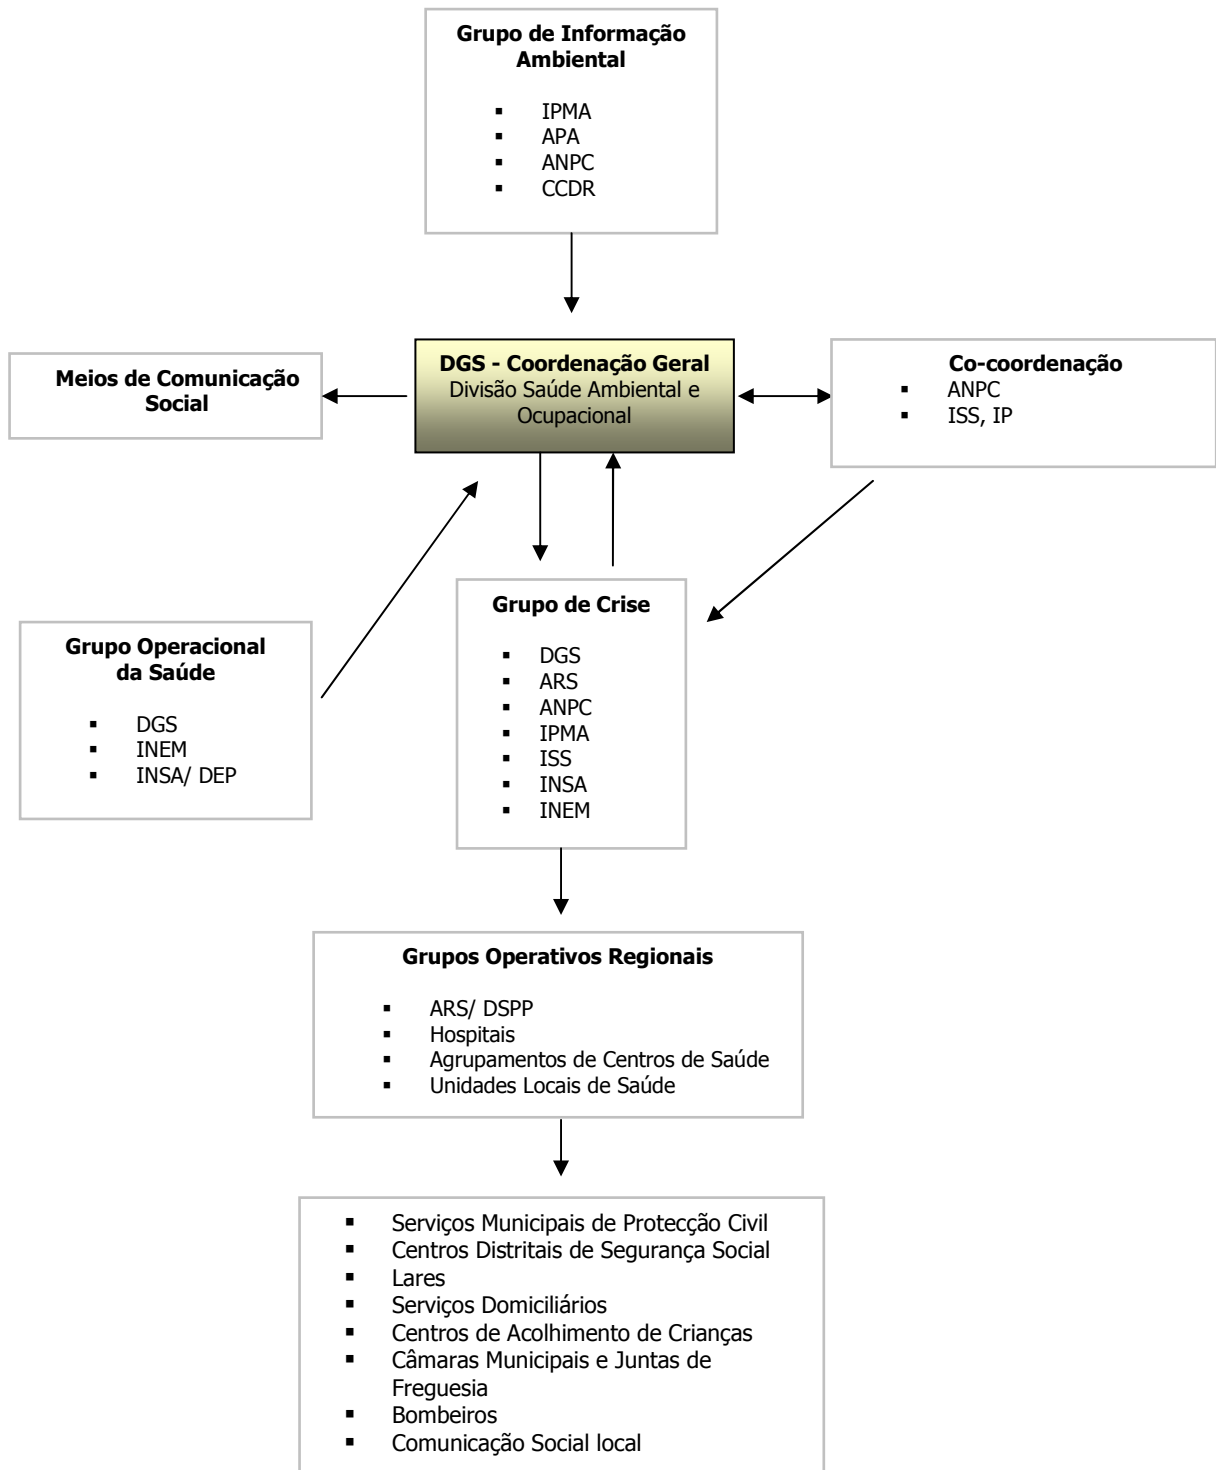 Grupo de Informação
Ambiental
▪ IPMA
▪ APA
▪ ANPC
▪ CCDR
Meios de Comunicação
Social
DGS - Coordenação Geral
Divisão Saúde Ambiental e
Ocupacional
Co-coordenação
▪ ANPC
▪ ISS, IP
Grupo Operacional
da Saúde
▪ DGS
▪ INEM
▪ INSA/ DEP
Grupo de Crise
▪ DGS
▪ ARS
▪ ANPC
▪ IPMA
▪ ISS
▪ INSA
▪ INEM
Grupos Operativos Regionais
▪ ARS/ DSPP
▪ Hospitais
▪ Agrupamentos de Centros de Saúde
▪ Unidades Locais de Saúde
▪ Serviços Municipais de Protecção Civil
▪ Centros Distritais de Segurança Social
▪ Lares
▪ Serviços Domiciliários
▪ Centros de Acolhimento de Crianças
▪ Câmaras Municipais e Juntas de
Freguesia
▪ Bombeiros
▪ Comunicação Social local